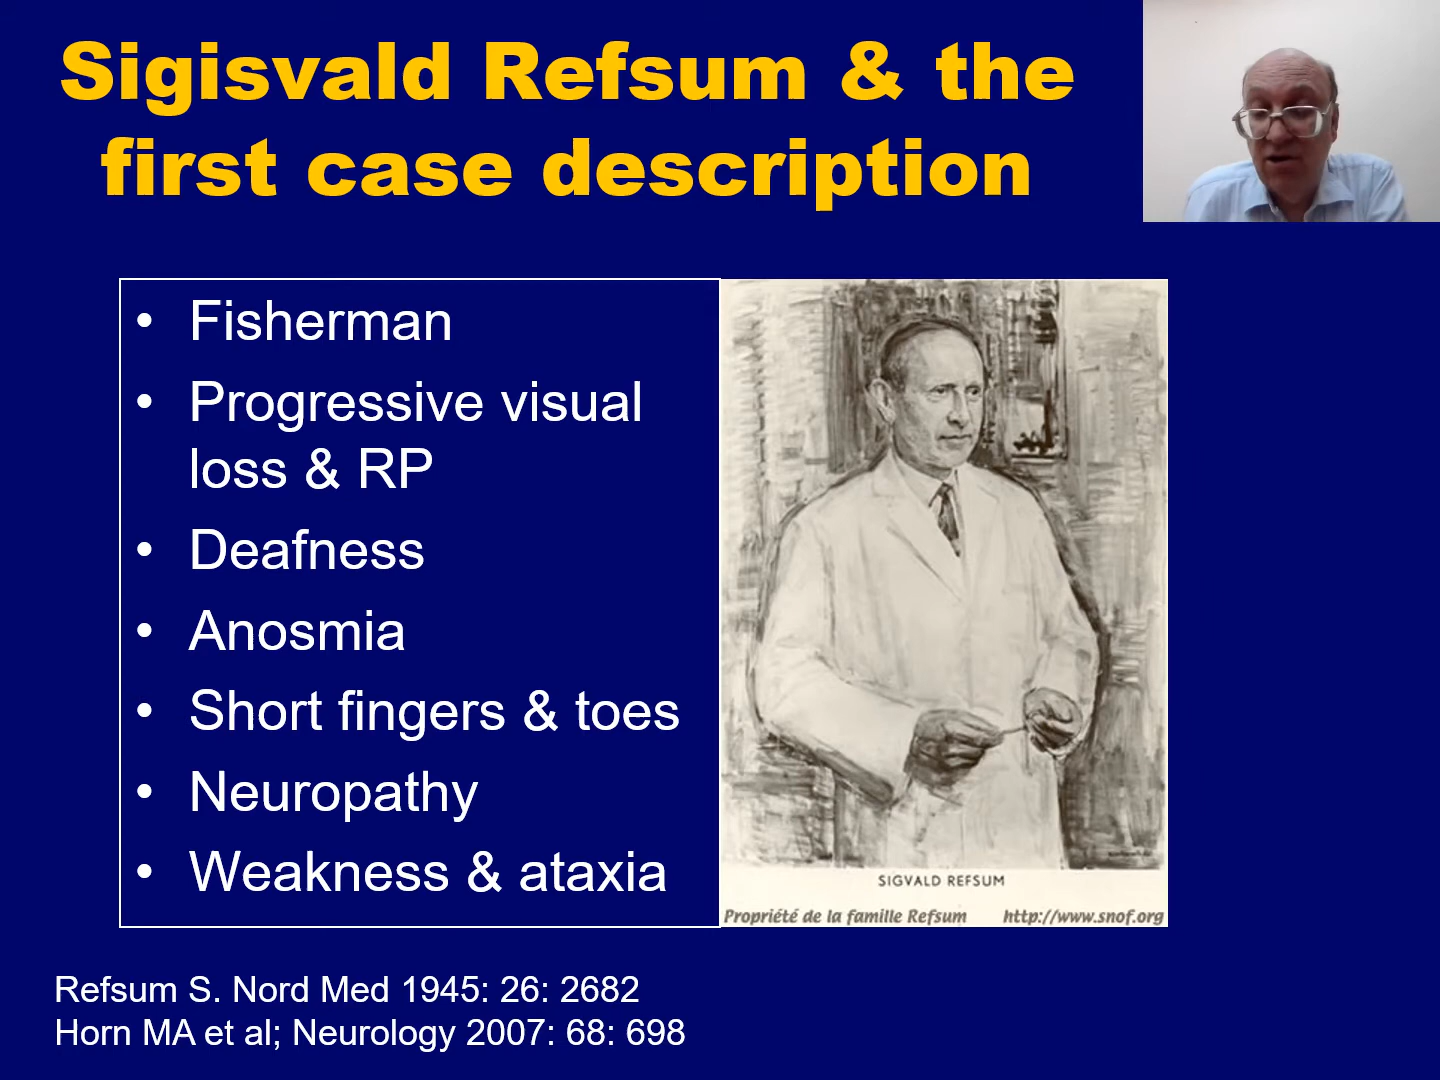 Sigisvald Refsum & the
first case description
• Fisherman
• Progressive visual
loss & RP
• Deafness
• Anosmia
• Short fingers & toes
• Neuropathy
• Weakness & ataxia
SIGVALD REFSUM
Propriété de la famille Refsum http://www.snof.org
Refsum S. Nord Med 1945: 26: 2682
Horn MA et al; Neurology 2007: 68: 698